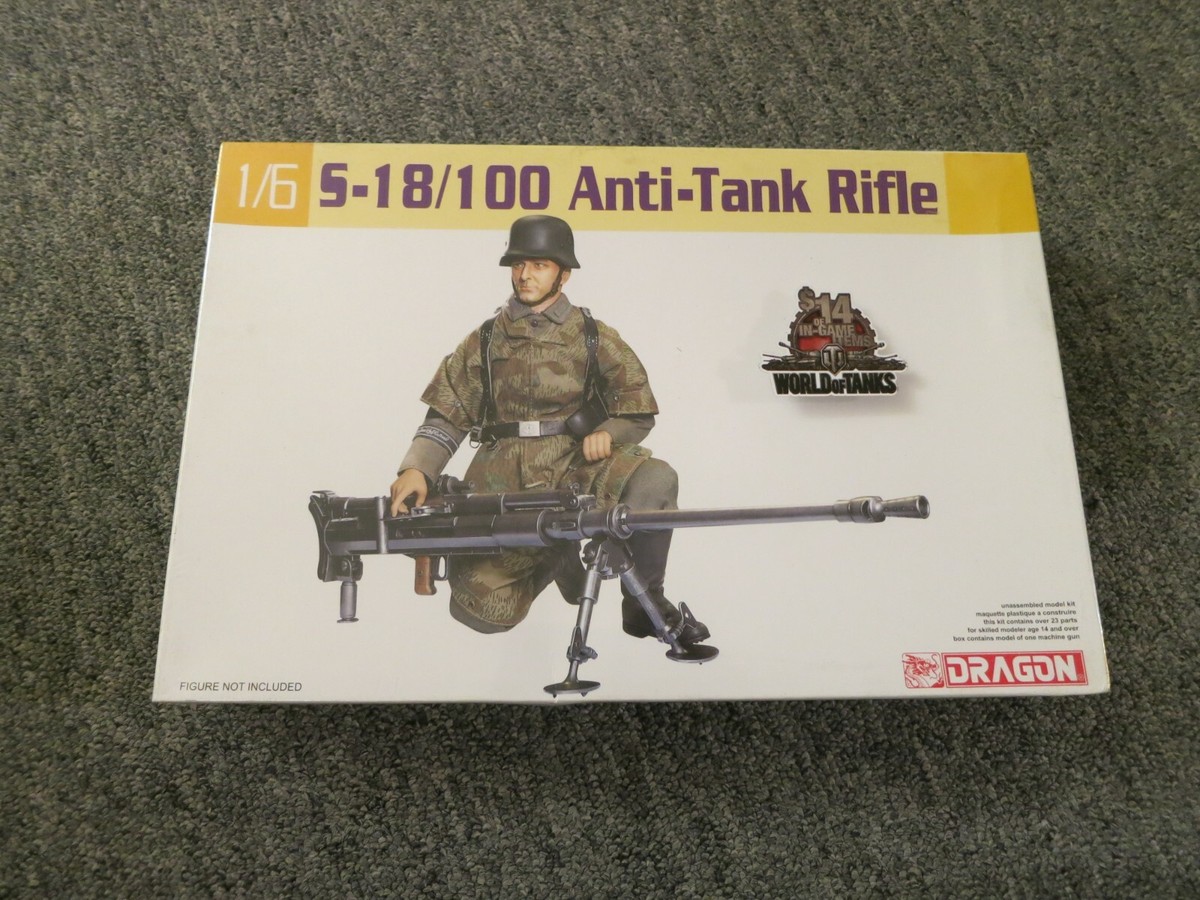 1/6 S-18/100 Anti-Tank Rifle
$14
OF
IN-GAME
ITEMS
WORLD OF TANKS
unassembled model kit
maquette plastique a construire
this kit contains over 23 parts
for skilled modeler age 14 and over
box contains model of one machine gun
DRAGON
FIGURE NOT INCLUDED